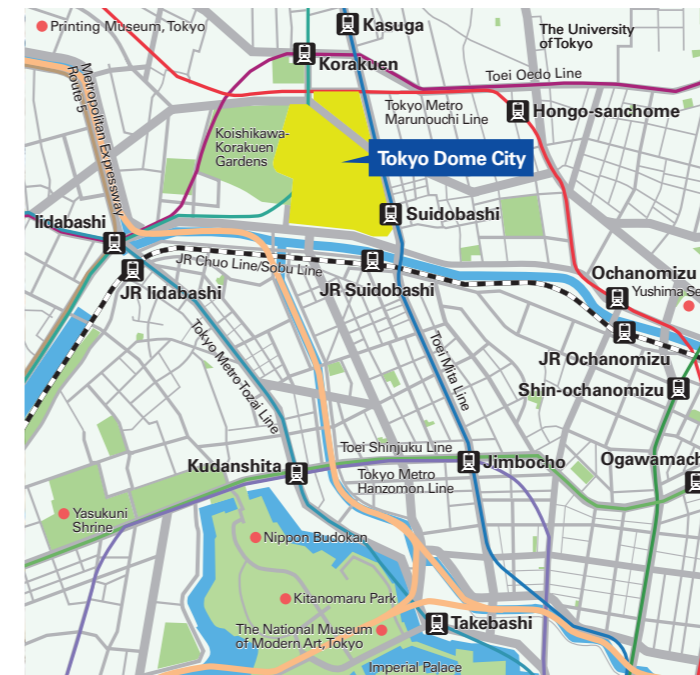 Kasuga
Printing Museum, Tokyo
The University
of Tokyo
Korakuen
Toei Oedo Line
Metropolitan Expressway
Route 5
Tokyo Metro
Marunouchi Line
Hongo-sanchome
Koishikawa-
Korakuen
Gardens
Tokyo Dome City
Iidabashi
Suidobashi
JR Chuo Line/Sobu Line
JR Iidabashi
JR Suidobashi
Ochanomizu
Yushima Se
JR Ochanomizu
Tokyo Metro Tozai Line
Toei Mita Line
Shin-ochanomizu
Toei Shinjuku Line
Kudanshita
Jimbocho
Ogawamach
Tokyo Metro
Hanzomon Line
Yasukuni
Shrine
Nippon Budokan
Kitanomaru Park
The National Museum
of Modern Art, Tokyo
Takebashi
Imperial Palace